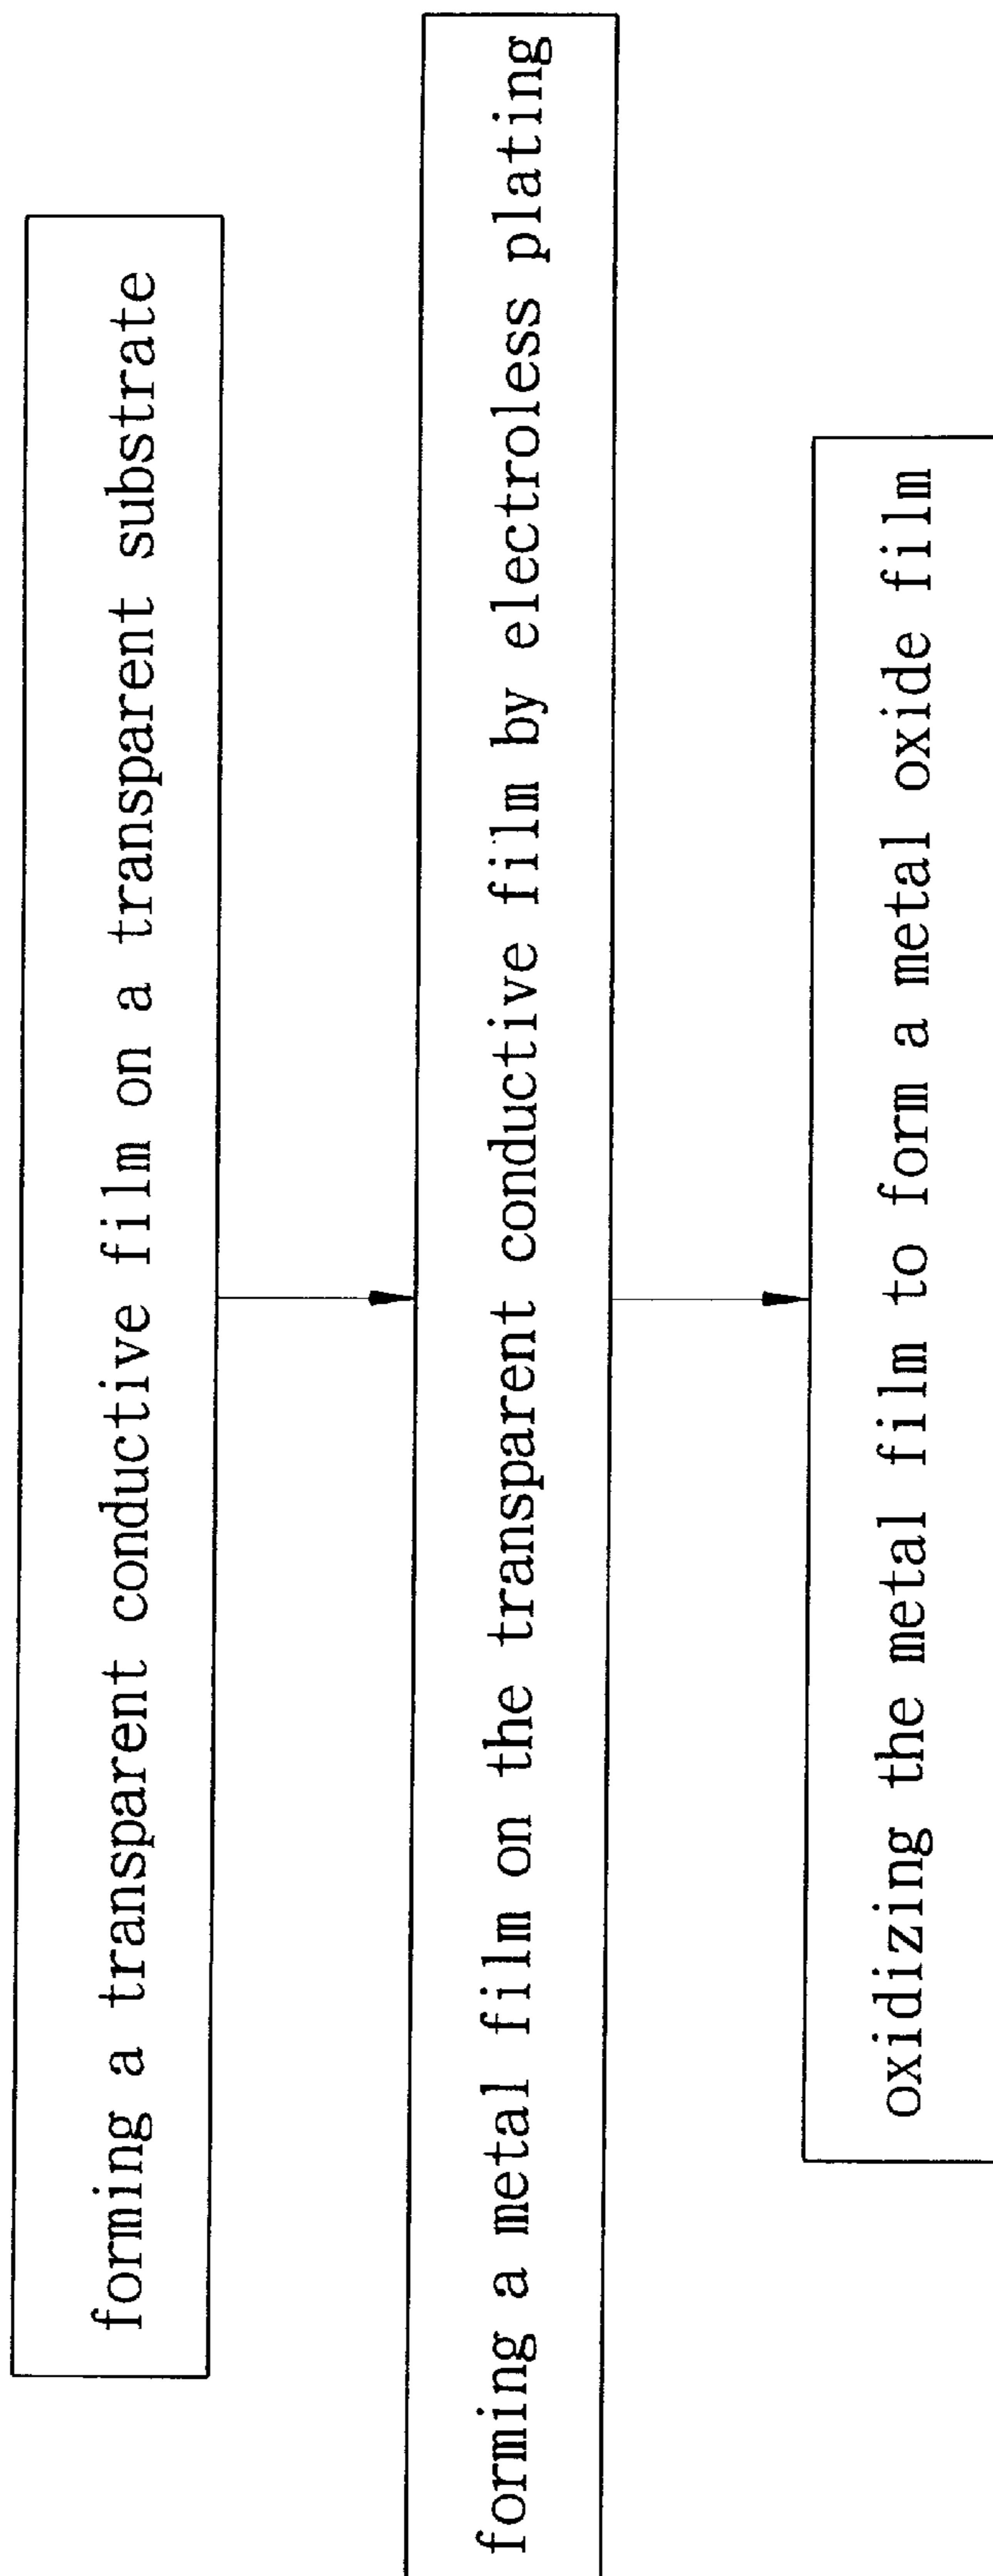 forming a transparent conductive film on a transparent substrate
forming a metal film on the transparent conductive film by electroless plating
oxidizing the metal film to form a metal oxide film